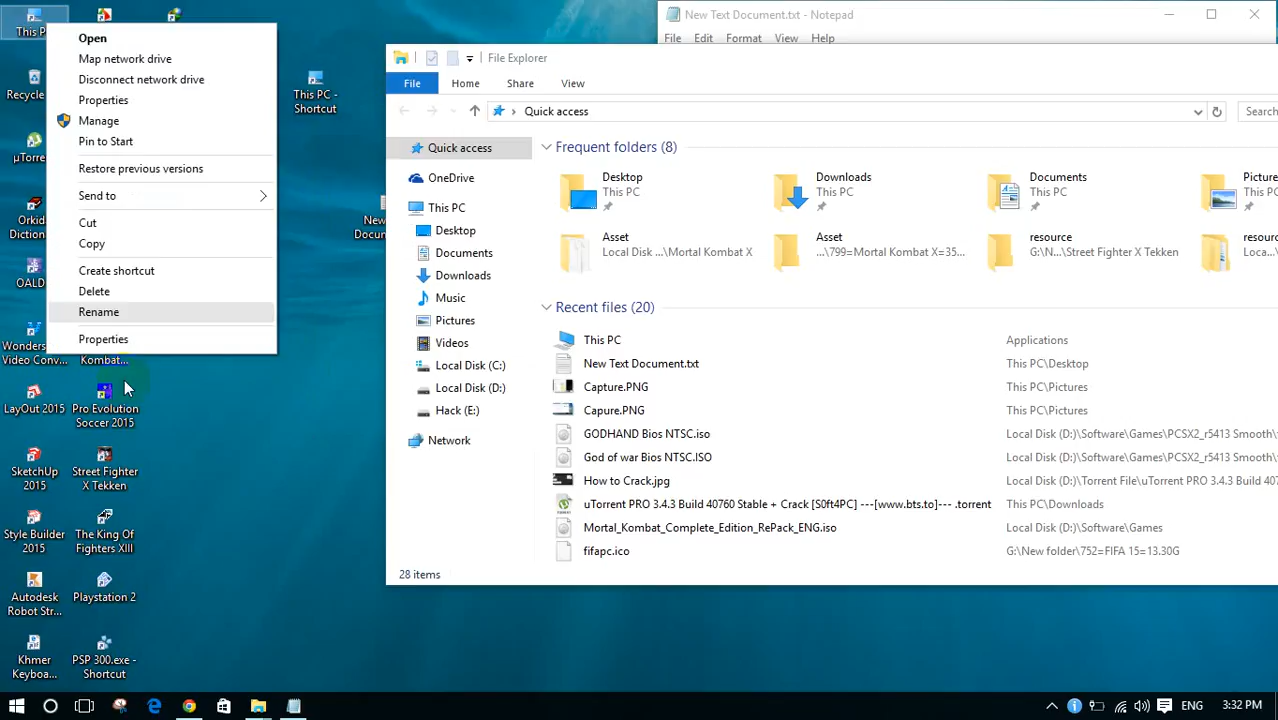 This P
Open
Map network drive
Disconnect network drive
Properties
Manage
Pin to Start
Restore previous versions
Send to
Cut
Copy
Create shortcut
Delete
Rename
Properties
Recycle
µTorre
Orkid
Diction
OALD
Wonders...
Video Conv...
Kombat...
LayOut 2015
Pro Evolution
Soccer 2015
SketchUp
2015
Street Fighter
X Tekken
Style Builder
2015
The King Of
Fighters XIII
Autodesk
Robot Str...
Playstation 2
Khmer
Keyboa...
PSP 300.exe -
Shortcut
This PC -
Shortcut
New
Docum
New Text Document.txt - Notepad
File Edit Format View Help
File Explorer
File Home Share View
Quick access
Search
Quick access
OneDrive
This PC
Desktop
Documents
Downloads
Music
Pictures
Videos
Local Disk (C:)
Local Disk (D:)
Hack (E:)
Network
Frequent folders (8)
Desktop
This PC
Downloads
This PC
Documents
This PC
Picture
This PC
Asset
Local Disk ...\Mortal Kombat X
Asset
...\799=Mortal Kombat X=35...
resource
G:\N...\Street Fighter X Tekken
resour
Loca
Recent files (20)
This PC Applications
New Text Document.txt This PC\Desktop
Capture.PNG This PC\Pictures
Capure.PNG This PC\Pictures
GODHAND Bios NTSC.iso Local Disk (D:)\Software\Games\PCSX2_r5413 Smooth\
God of war Bios NTSC.ISO Local Disk (D:)\Software\Games\PCSX2_r5413 Smooth\
How to Crack.jpg Local Disk (D:)\Torrent File\uTorrent PRO 3.4.3 Build 4
uTorrent PRO 3.4.3 Build 40760 Stable + Crack [S0ft4PC] ---[www.bts.to]--- .torrent This PC\Downloads
Mortal_Kombat_Complete_Edition_RePack_ENG.iso Local Disk (D:)\Software\Games
fifapc.ico G:\New folder\752=FIFA 15=13.30G
28 items
ENG 3:32 PM